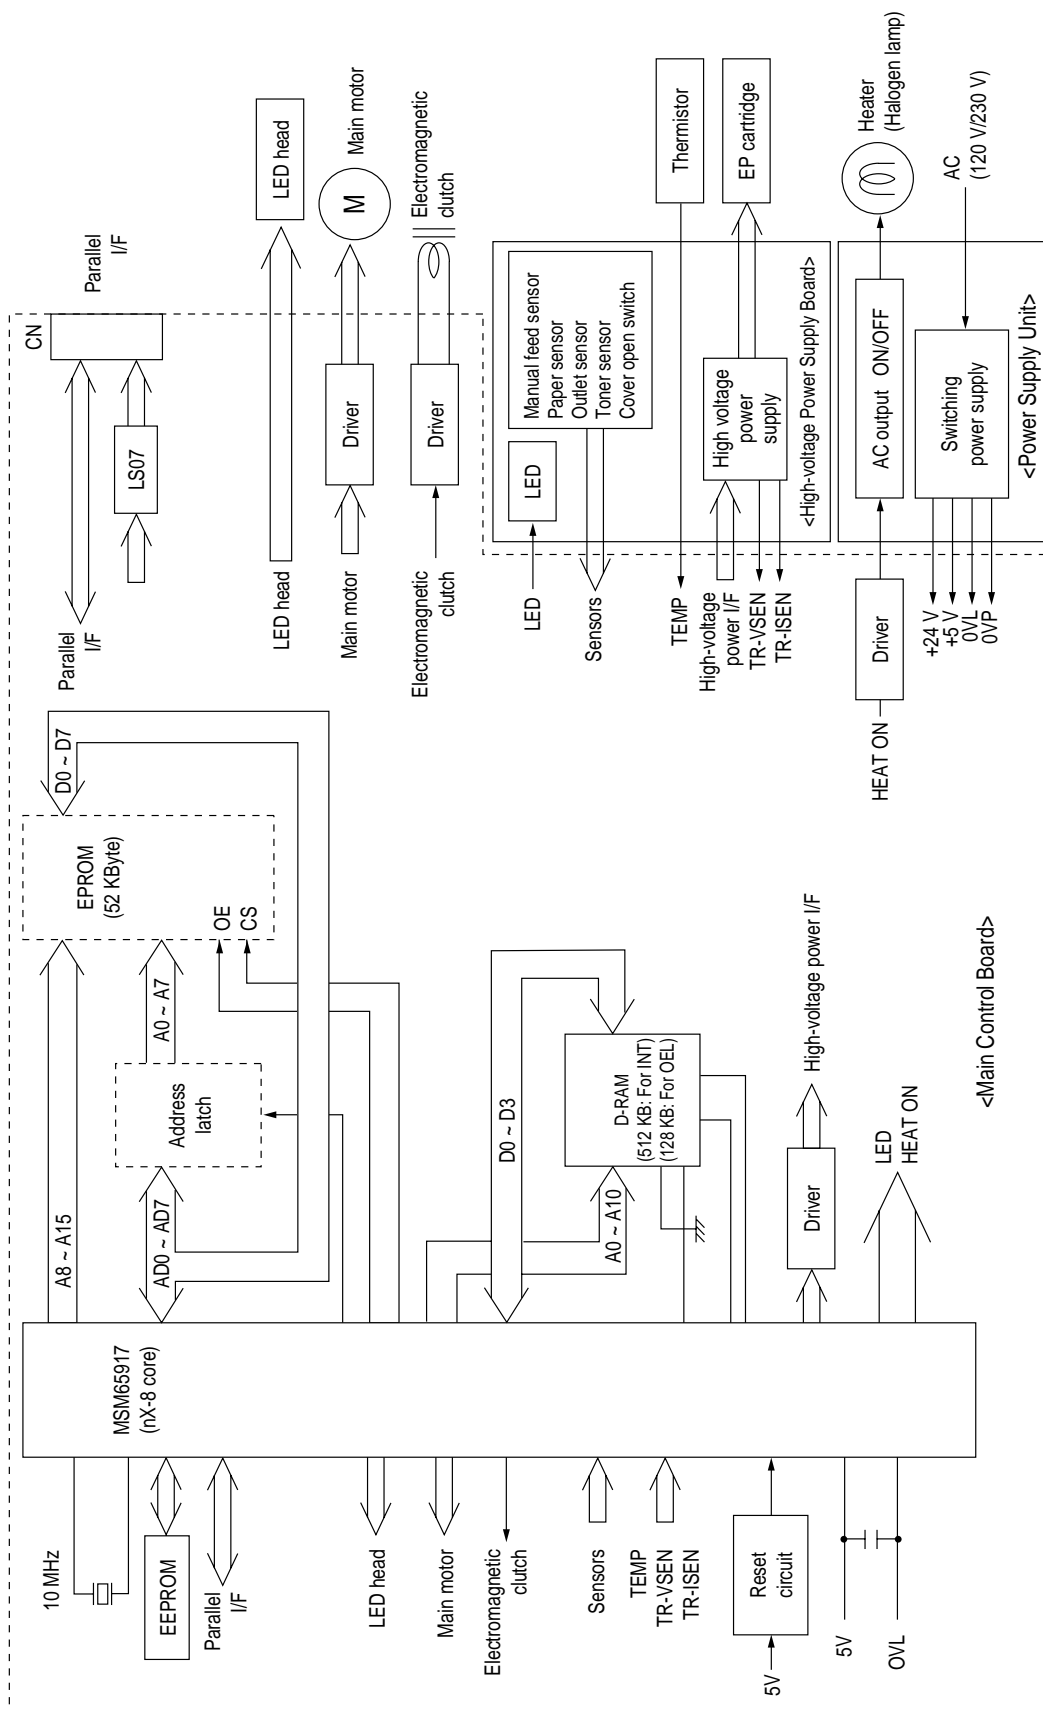 10 MHz
EEPROM
Parallel
I/F
LED head
Main motor
Electromagnetic
clutch
Sensors
TEMP
TR-VSEN
TR-ISEN
Reset
circuit
5V
5V
OVL
MSM65917
(nX-8 core)
A8 ~ A15
AD0 ~ AD7
Address
latch
A0 ~ A7
EPROM
(52 KByte)
OE
CS
D0 ~ D7
D0 ~ D3
A0 ~ A10
D-RAM
(512 KB: For INT)
(128 KB: For OEL)
Driver
High-voltage power I/F
LED
HEAT ON
<Main Control Board>
Parallel
I/F
LS07
CN
Parallel
I/F
LED head
LED head
Main motor
Driver
M
Main motor
Electromagnetic
clutch
Driver
Electromagnetic
clutch
LED
LED
Sensors
Manual feed sensor
Paper sensor
Outlet sensor
Toner sensor
Cover open switch
TEMP
Thermistor
High-voltage
power I/F
TR-VSEN
TR-ISEN
High voltage
power
supply
EP cartridge
<High-voltage Power Supply Board>
HEAT ON
Driver
AC output ON/OFF
Heater
(Halogen lamp)
+24 V
+5 V
0VL
0VP
Switching
power supply
AC
(120 V/230 V)
<Power Supply Unit>